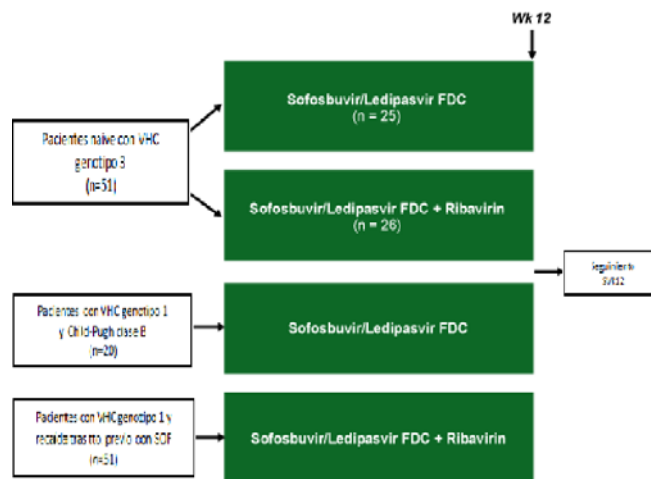 Wk 12
Sofosbuvir/Ledipasvir FDC
(n = 25)
Pacientes naive con VHC
genotipo 3
(n=51)
Sofosbuvir/Ledipasvir FDC + Ribavirin
(n = 26)
Seguimiento
SVR12
Pacientes con VHC genotipo 1
y Child-Pugh clase B
(n=20)
Sofosbuvir/Ledipasvir FDC
Pacientes con VHC genotipo 1 y
recaida tras tto previo con SOF
(n=51)
Sofosbuvir/Ledipasvir FDC + Ribavirin